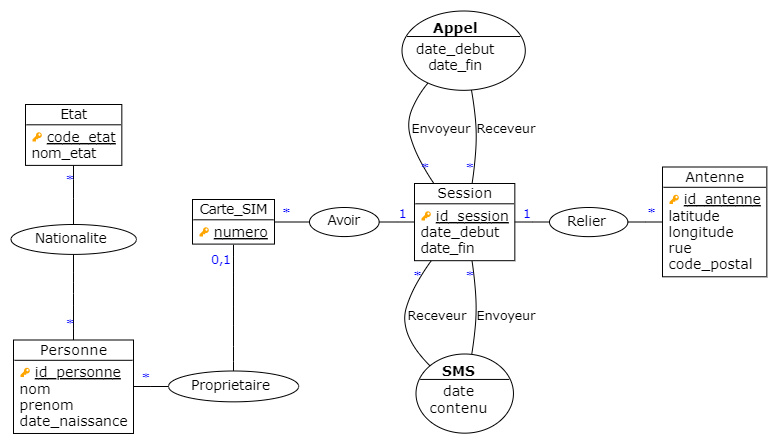 Appel
date_debut
date_fin
Envoyeur
Receveur
*
*
Etat
code_etat
nom_etat
*
Nationalite
*
Personne
id_personne
nom
prenom
date_naissance
*
Proprietaire
0,1
Carte_SIM
numero
*
Avoir
1
Session
id_session
date_debut
date_fin
1
Relier
*
Antenne
id_antenne
latitude
longitude
rue
code_postal
*
*
Receveur
Envoyeur
SMS
date
contenu